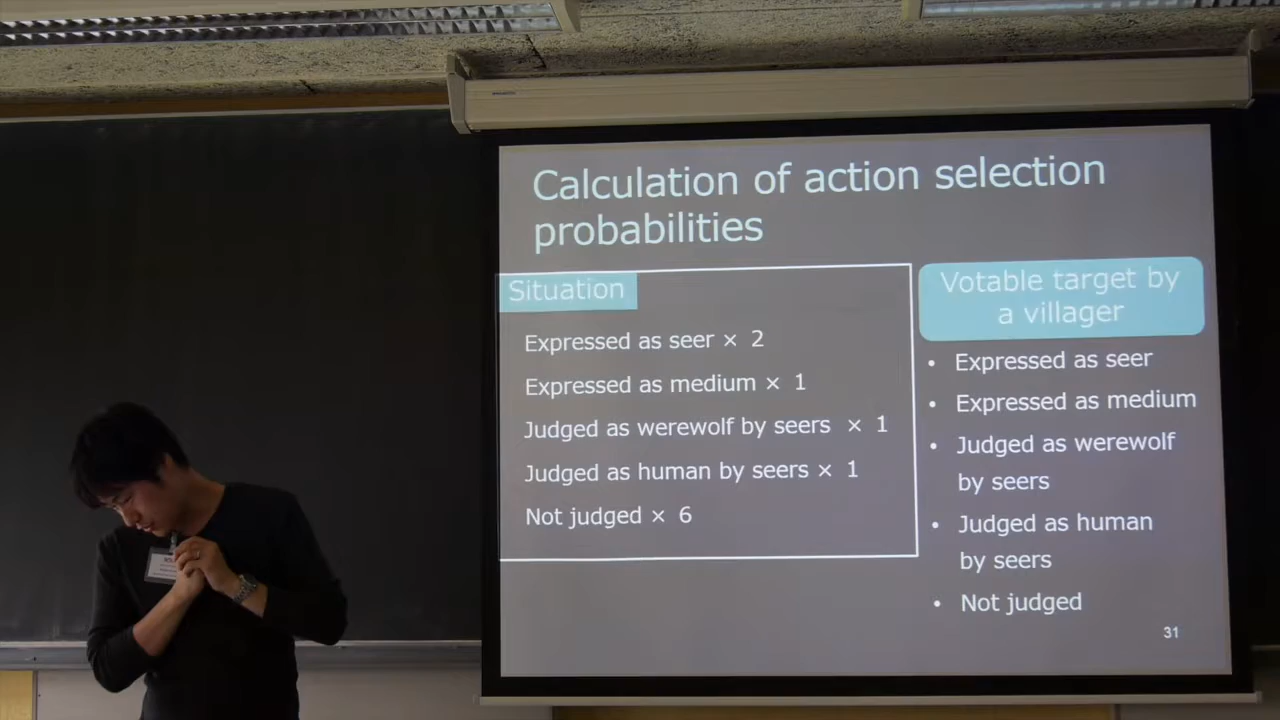 Calculation of action selection
probabilities
Situation
Expressed as seer × 2
Expressed as medium × 1
Judged as werewolf by seers × 1
Judged as human by seers × 1
Not judged × 6
Votable target by
a villager
• Expressed as seer
• Expressed as medium
• Judged as werewolf
by seers
• Judged as human
by seers
• Not judged
31